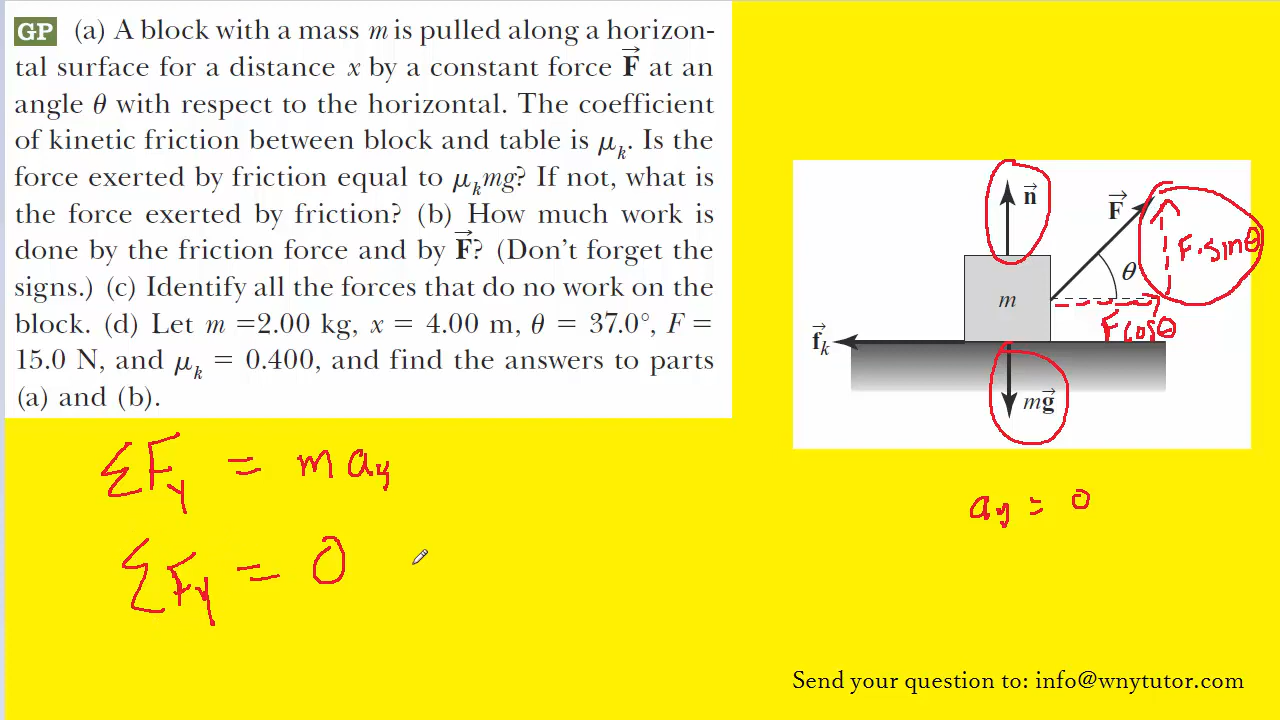 GP (a) A block with a mass m is pulled along a horizon-
tal surface for a distance x by a constant force F⃗ at an
angle θ with respect to the horizontal. The coefficient
of kinetic friction between block and table is μₖ. Is the
force exerted by friction equal to μₖmg? If not, what is
the force exerted by friction? (b) How much work is
done by the friction force and by F⃗? (Don't forget the
signs.) (c) Identify all the forces that do no work on the
block. (d) Let m =2.00 kg, x = 4.00 m, θ = 37.0°, F =
15.0 N, and μₖ = 0.400, and find the answers to parts
(a) and (b).
n⃗
F⃗
F·sinθ
θ
m
Fcosθ
f⃗ₖ
mg⃗
ΣFy = may
ay = 0
ΣFy = 0
Send your question to: info@wnytutor.com